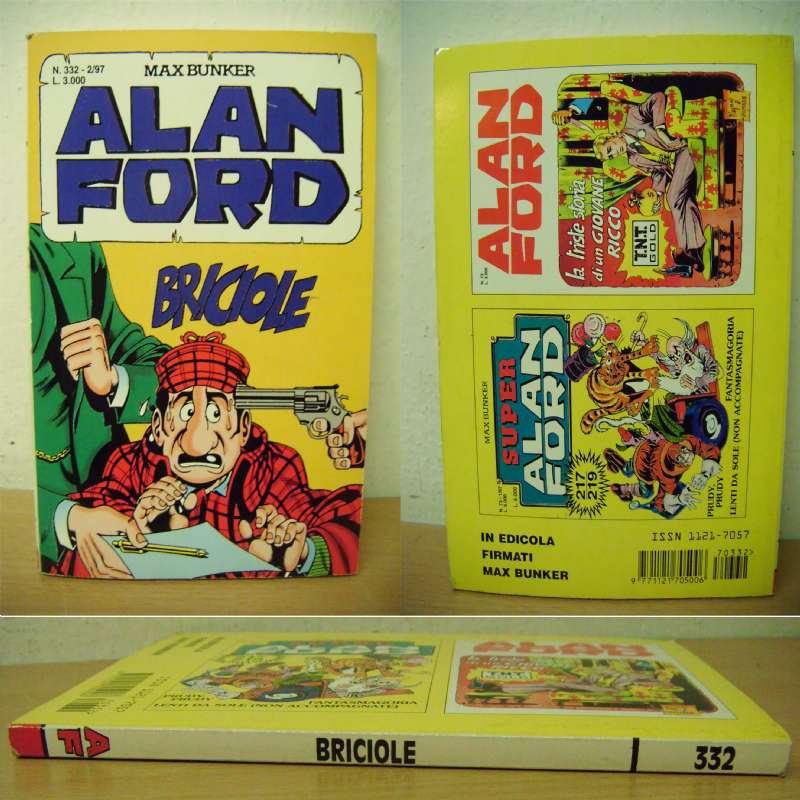 N. 332 - 2/97
L. 3.000
MAX BUNKER
ALAN
FORD
BRICIOLE
ALAN
FORD
la triste storia
di un GIOVANE
RICCO
T.N.T.
GOLD
MAX BUNKER
SUPER
ALAN
FORD
217
219
PRUDY,
PRUDY
FANTASMAGORIA
LENTI DA SOLE (NON ACCOMPAGNATE)
IN EDICOLA
FIRMATI
MAX BUNKER
ISSN 1121-7057
70332>
9 771121 705006
PRUDY,
PRUDY
FANTASMAGORIA
LENTI DA SOLE (NON ACCOMPAGNATE)
AF
BRICIOLE
332